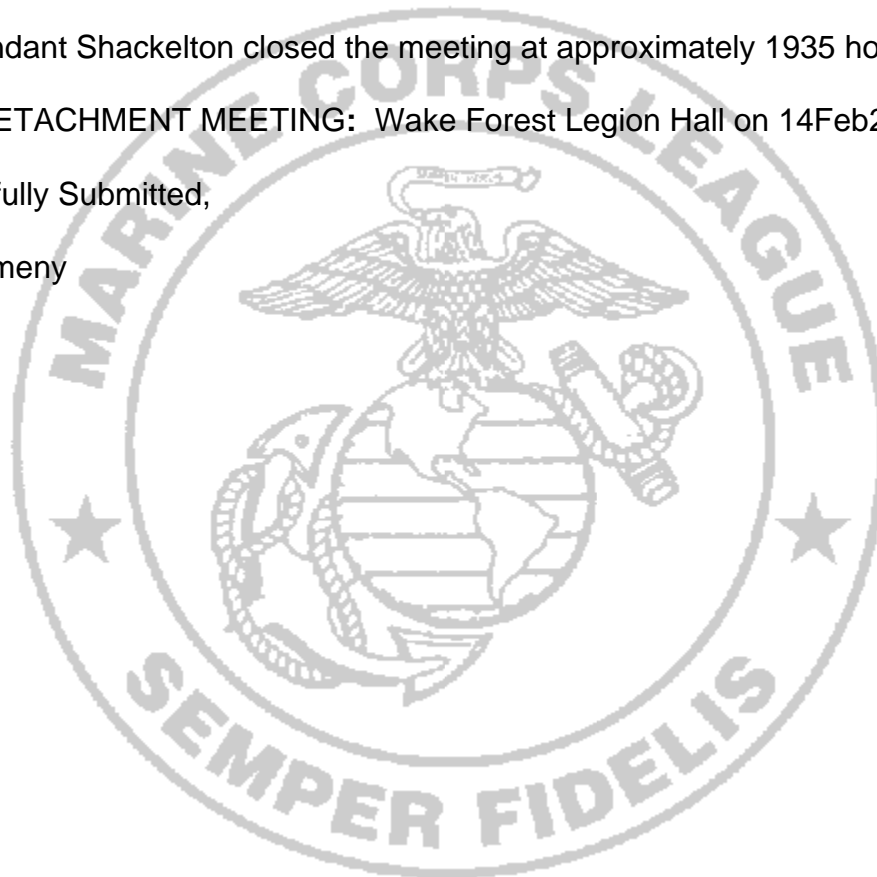 ndant Shackelton closed the meeting at approximately 1935 ho
ETACHMENT MEETING: Wake Forest Legion Hall on 14Feb2
fully Submitted,
meny
MARINE CORPS LEAGUE
SEMPER FIDELIS